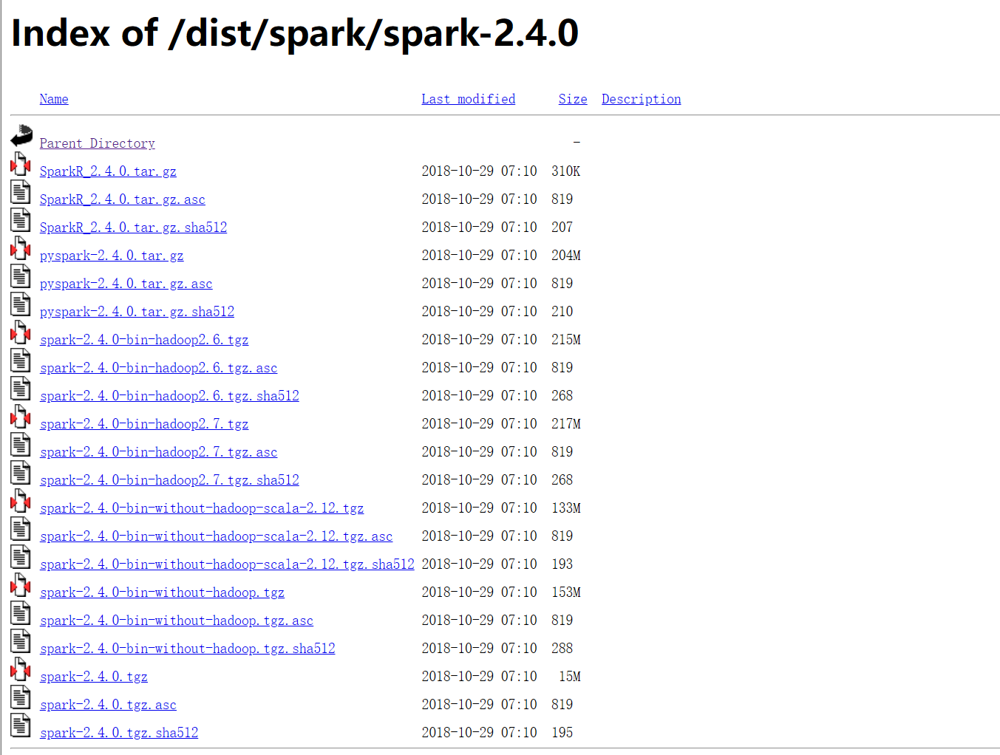 Index of /dist/spark/spark-2.4.0
Name Last modified Size Description
Parent Directory -
SparkR_2.4.0.tar.gz 2018-10-29 07:10 310K
SparkR_2.4.0.tar.gz.asc 2018-10-29 07:10 819
SparkR_2.4.0.tar.gz.sha512 2018-10-29 07:10 207
pyspark-2.4.0.tar.gz 2018-10-29 07:10 204M
pyspark-2.4.0.tar.gz.asc 2018-10-29 07:10 819
pyspark-2.4.0.tar.gz.sha512 2018-10-29 07:10 210
spark-2.4.0-bin-hadoop2.6.tgz 2018-10-29 07:10 215M
spark-2.4.0-bin-hadoop2.6.tgz.asc 2018-10-29 07:10 819
spark-2.4.0-bin-hadoop2.6.tgz.sha512 2018-10-29 07:10 268
spark-2.4.0-bin-hadoop2.7.tgz 2018-10-29 07:10 217M
spark-2.4.0-bin-hadoop2.7.tgz.asc 2018-10-29 07:10 819
spark-2.4.0-bin-hadoop2.7.tgz.sha512 2018-10-29 07:10 268
spark-2.4.0-bin-without-hadoop-scala-2.12.tgz 2018-10-29 07:10 133M
spark-2.4.0-bin-without-hadoop-scala-2.12.tgz.asc 2018-10-29 07:10 819
spark-2.4.0-bin-without-hadoop-scala-2.12.tgz.sha512 2018-10-29 07:10 193
spark-2.4.0-bin-without-hadoop.tgz 2018-10-29 07:10 153M
spark-2.4.0-bin-without-hadoop.tgz.asc 2018-10-29 07:10 819
spark-2.4.0-bin-without-hadoop.tgz.sha512 2018-10-29 07:10 288
spark-2.4.0.tgz 2018-10-29 07:10 15M
spark-2.4.0.tgz.asc 2018-10-29 07:10 819
spark-2.4.0.tgz.sha512 2018-10-29 07:10 195